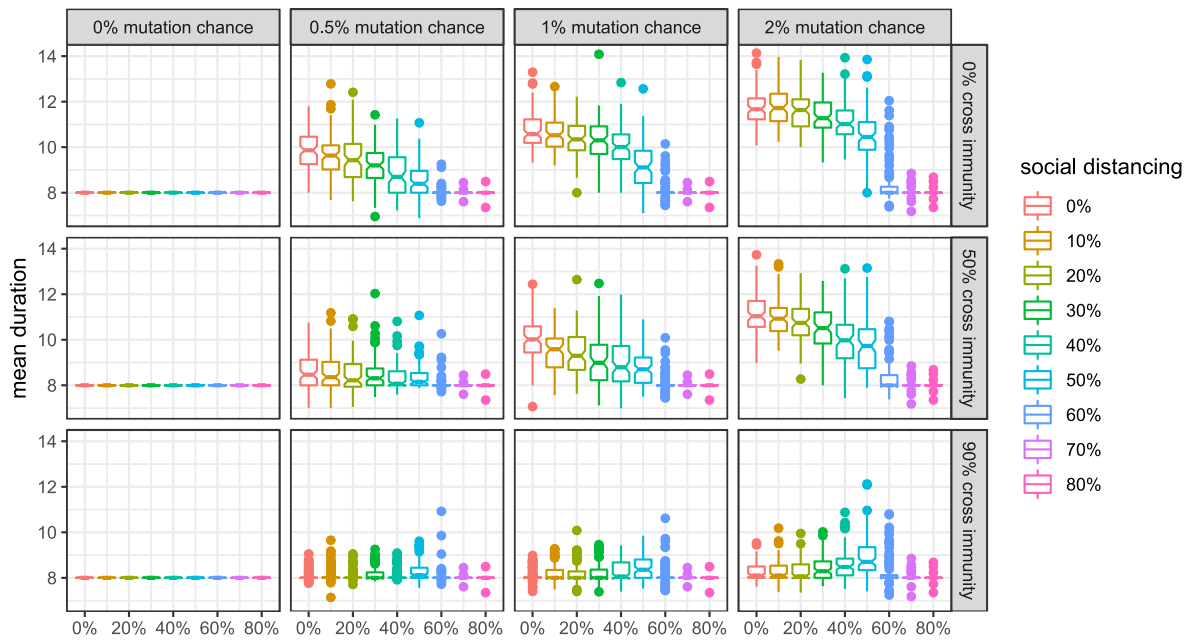 0% mutation chance
0.5% mutation chance
1% mutation chance
2% mutation chance
14
12
10
8
0% cross immunity
14
12
10
8
50% cross immunity
14
12
10
8
90% cross immunity
mean duration
0% 20% 40% 60% 80%
0% 20% 40% 60% 80%
0% 20% 40% 60% 80%
0% 20% 40% 60% 80%
social distancing
0%
10%
20%
30%
40%
50%
60%
70%
80%